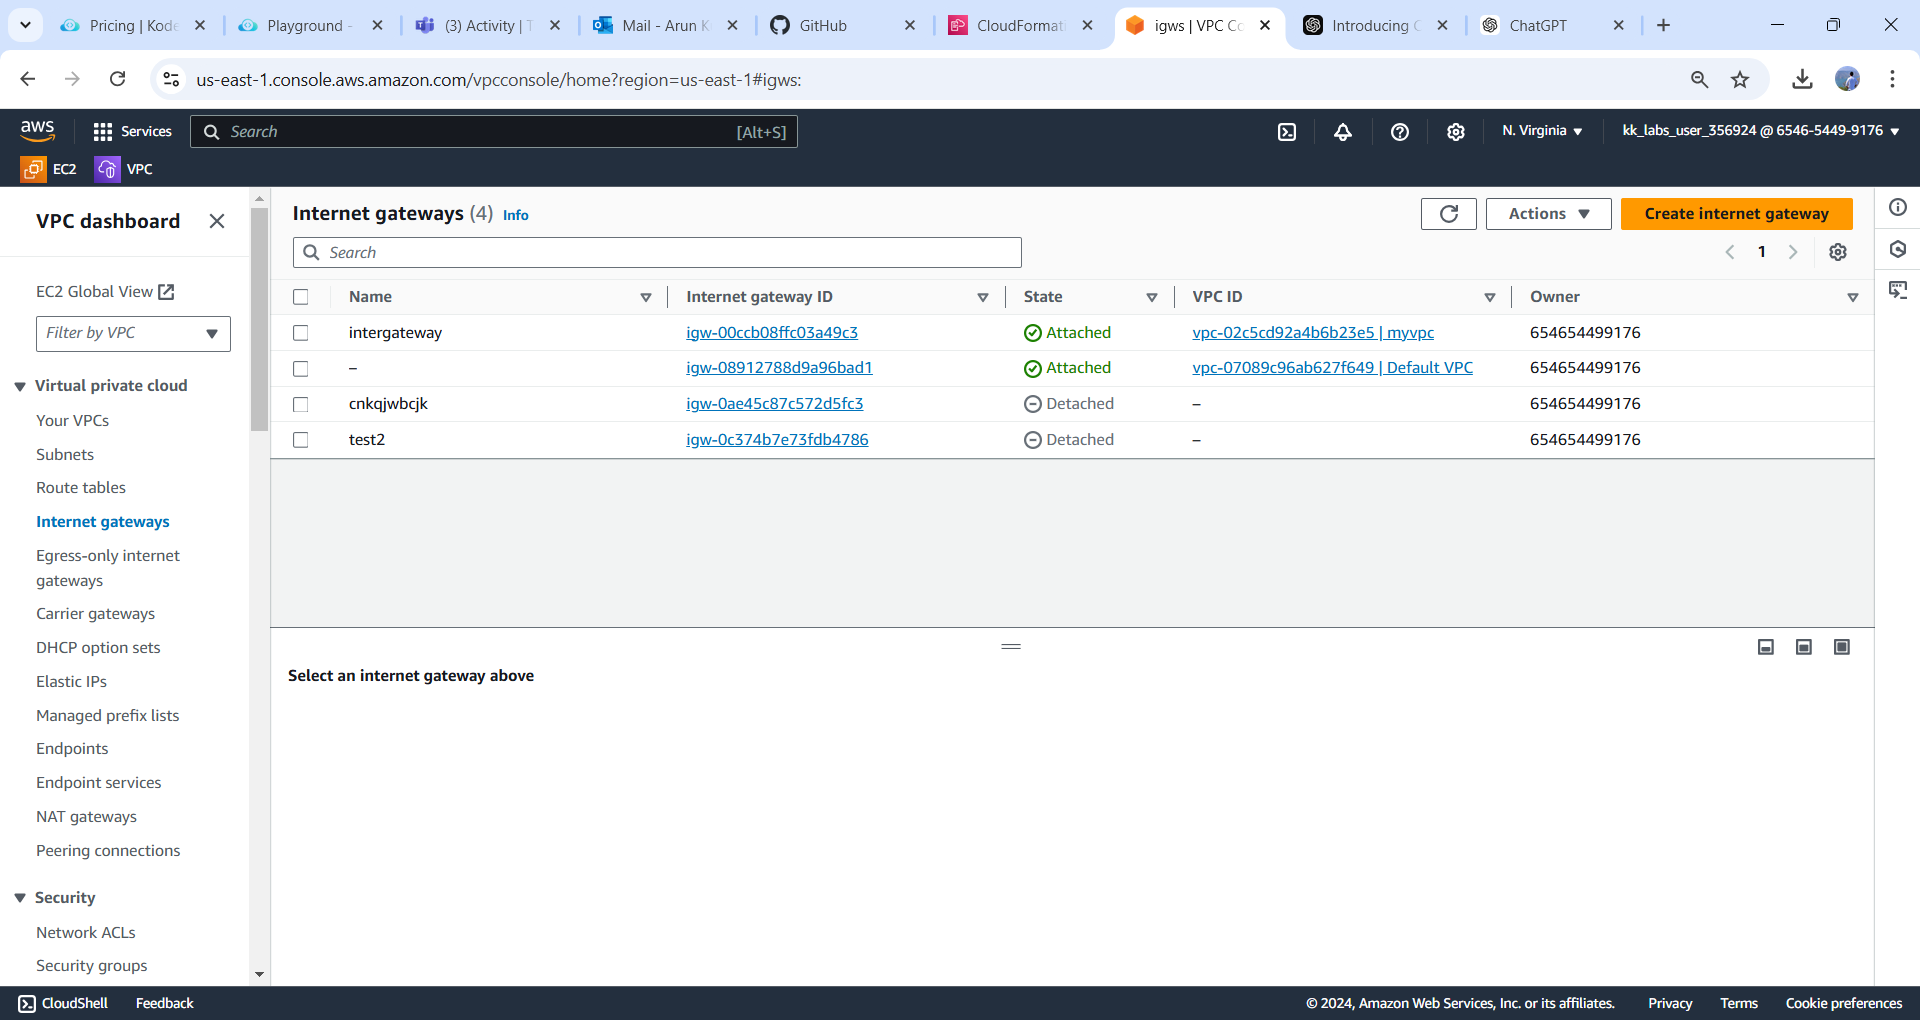 Pricing | Kode
Playground -
(3) Activity | T
Mail - Arun K
GitHub
CloudFormati
igws | VPC Co
Introducing C
ChatGPT
us-east-1.console.aws.amazon.com/vpcconsole/home?region=us-east-1#igws:
aws
Services
Search
[Alt+S]
N. Virginia
kk_labs_user_356924 @ 6546-5449-9176
EC2
VPC
VPC dashboard
EC2 Global View
Filter by VPC
Virtual private cloud
Your VPCs
Subnets
Route tables
Internet gateways
Egress-only internet
gateways
Carrier gateways
DHCP option sets
Elastic IPs
Managed prefix lists
Endpoints
Endpoint services
NAT gateways
Peering connections
Security
Network ACLs
Security groups
Internet gateways (4) Info
Actions
Create internet gateway
Search
1
Name Internet gateway ID State VPC ID Owner
intergateway igw-00ccb08ffc03a49c3 Attached vpc-02c5cd92a4b6b23e5 | myvpc 654654499176
– igw-08912788d9a96bad1 Attached vpc-07089c96ab627f649 | Default VPC 654654499176
cnkqjwbcjk igw-0ae45c87c572d5fc3 Detached – 654654499176
test2 igw-0c374b7e73fdb4786 Detached – 654654499176
Select an internet gateway above
CloudShell Feedback © 2024, Amazon Web Services, Inc. or its affiliates. Privacy Terms Cookie preferences